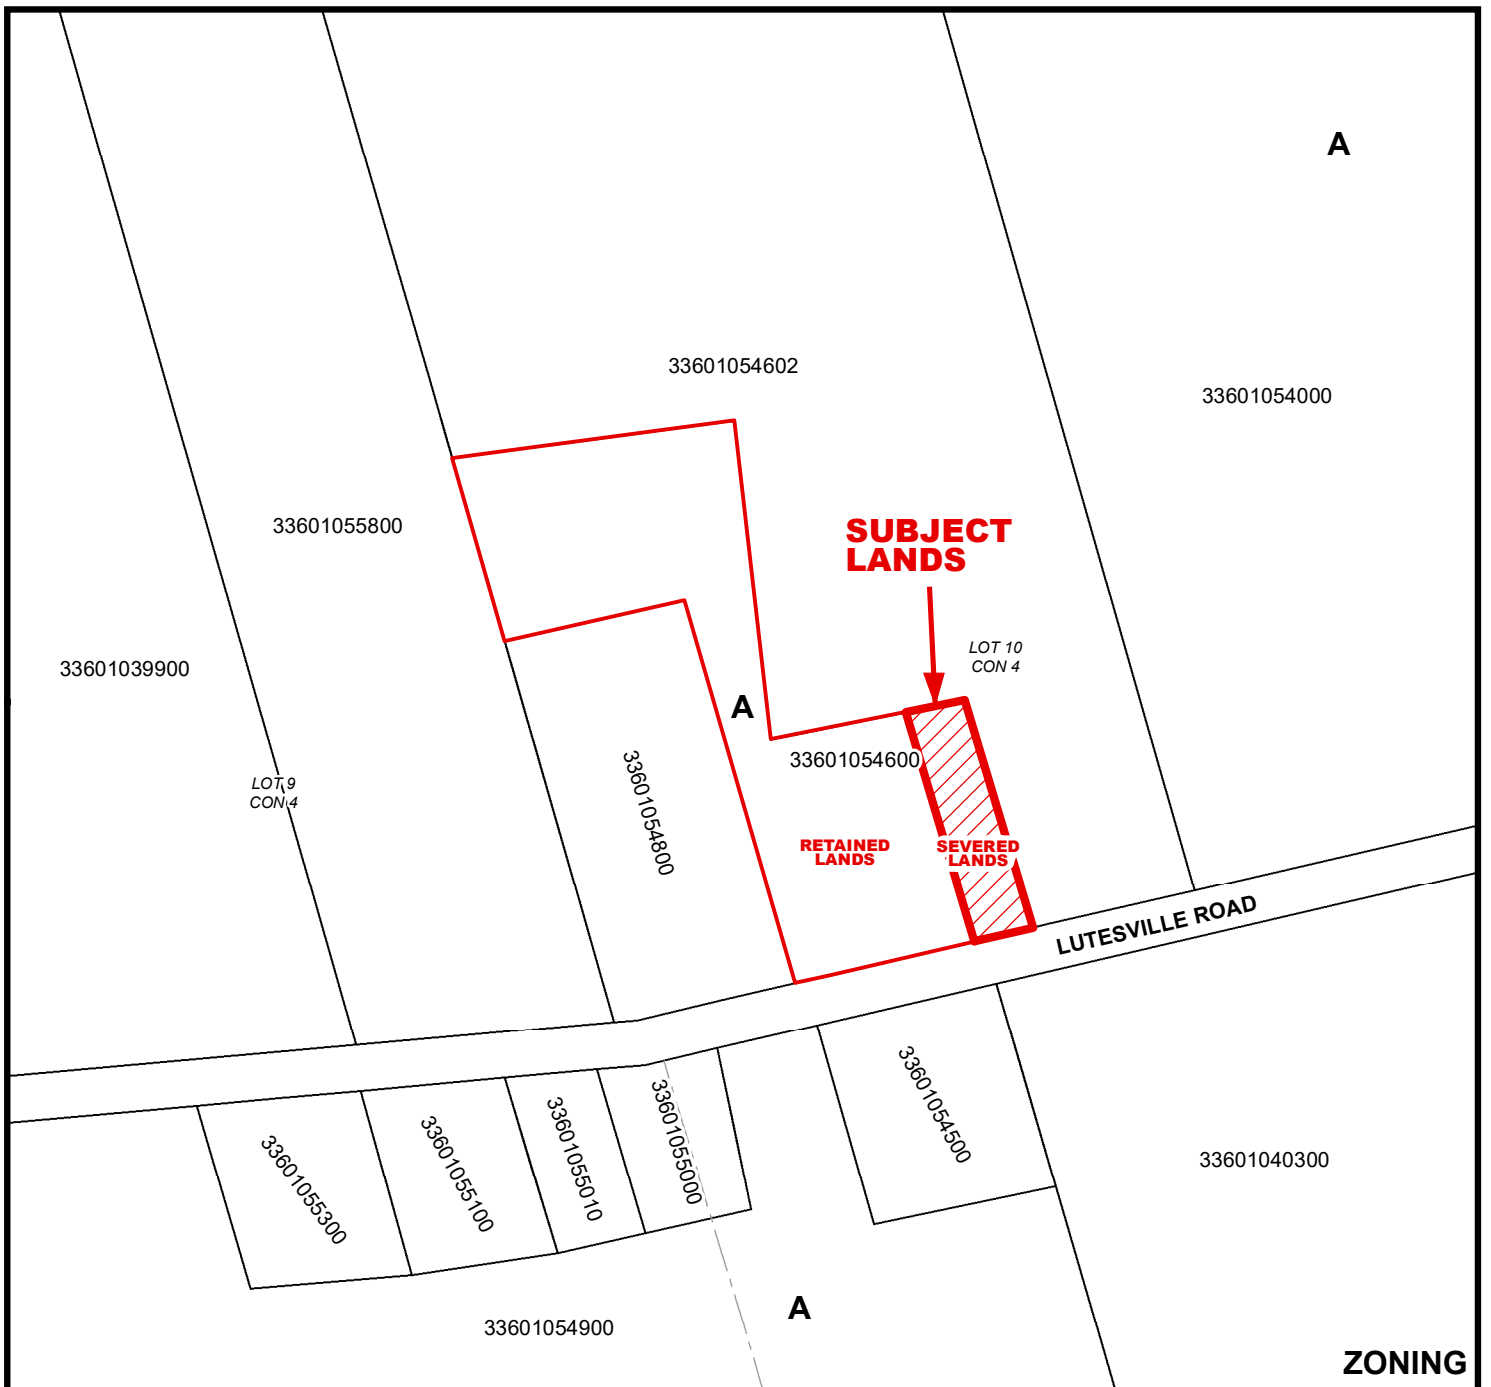 A
33601054602
33601054000
SUBJECT
LANDS
33601055800
LOT 10
CON 4
33601039900
A
33601054600
33601054800
LOT 9
CON 4
RETAINED
LANDS
SEVERED
LANDS
LUTESVILLE ROAD
33601055300
33601055100
33601055010
33601055000
33601054500
33601040300
A
33601054900
ZONING